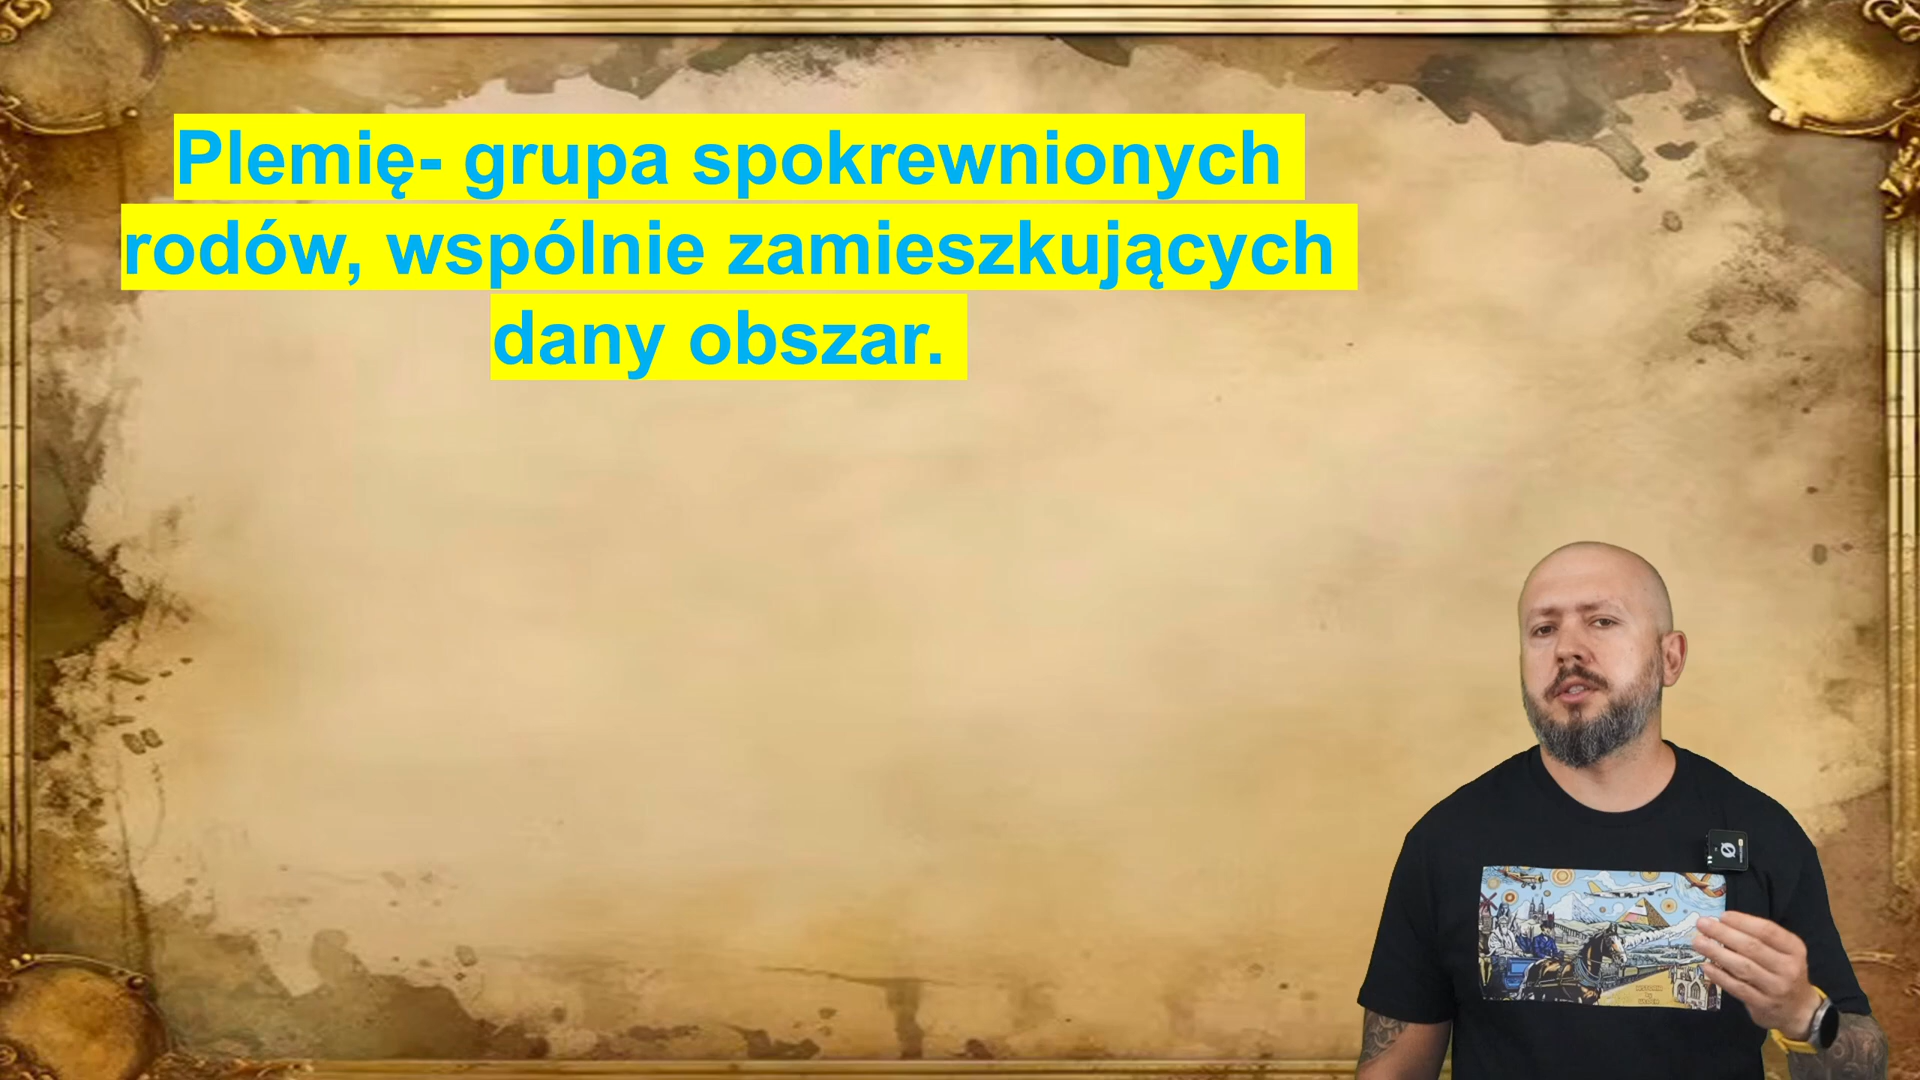 Plemię- grupa spokrewnionych
rodów, wspólnie zamieszkujących
dany obszar.